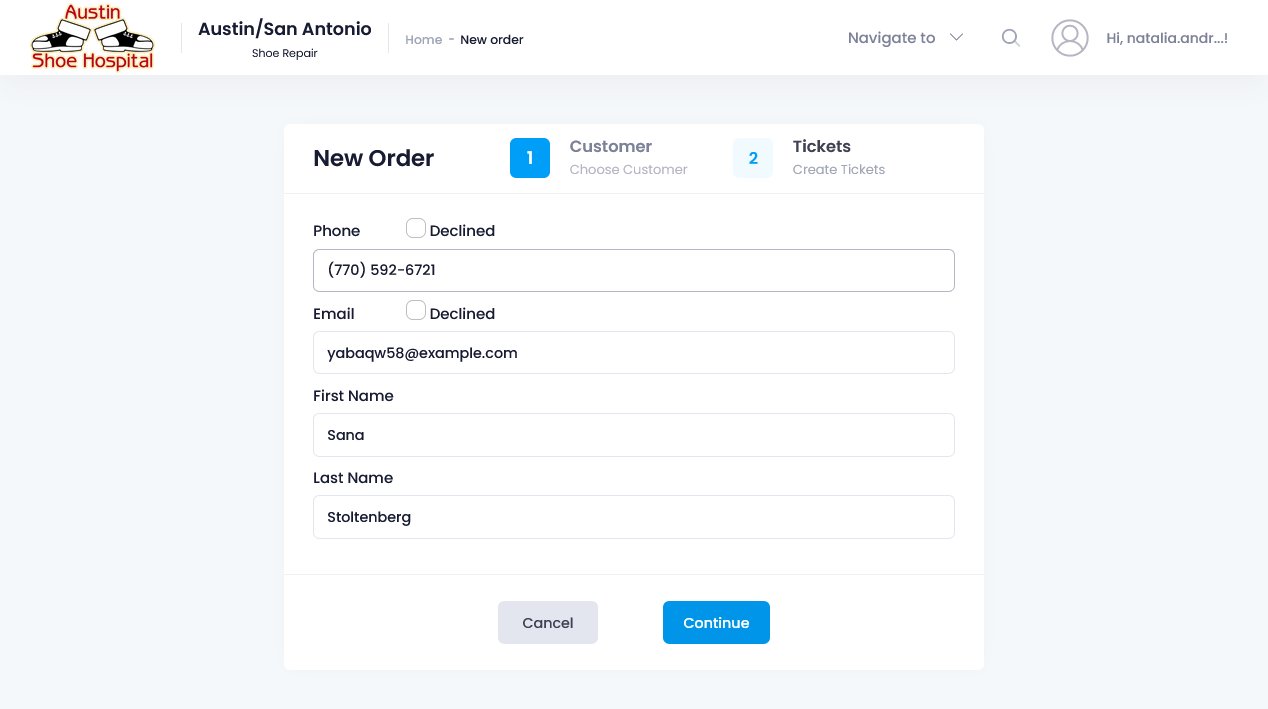 Austin
Shoe Hospital
Austin/San Antonio
Shoe Repair
Home - New order
Navigate to
Hi, natalia.andr...!
New Order
1
Customer
Choose Customer
2
Tickets
Create Tickets
Phone
Declined
(770) 592-6721
Email
Declined
yabaqw58@example.com
First Name
Sana
Last Name
Stoltenberg
Cancel
Continue